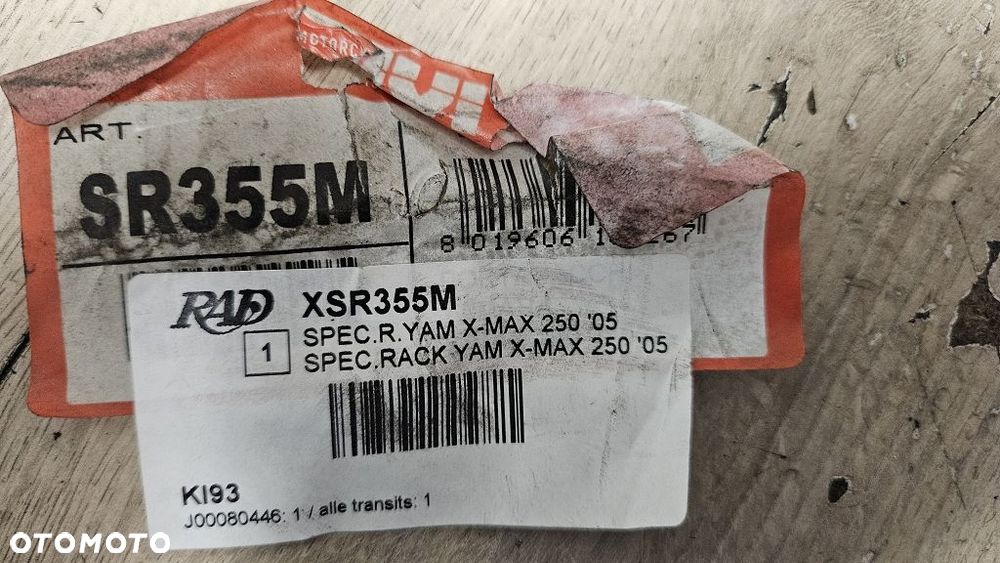 ART.
SR355M
8 019606
RAD
XSR355M
1
SPEC.R.YAM X-MAX 250 '05
SPEC.RACK YAM X-MAX 250 '05
KI93
J00080446: 1 / alle transits: 1
OTOMOTO